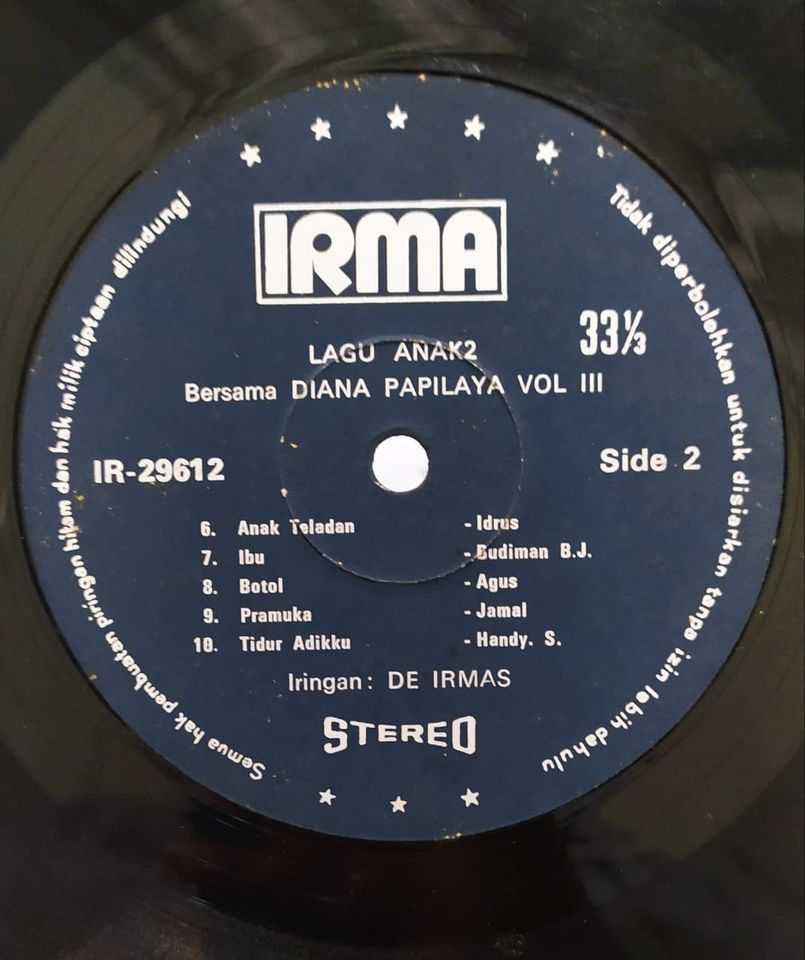 IRMA
LAGU ANAK2
33⅓
Bersama DIANA PAPILAYA VOL III
IR-29612
Side 2
6. Anak Teladan - Idrus
7. Ibu - Budiman B.J.
8. Botol - Agus
9. Pramuka - Jamal
10. Tidur Adikku - Handy. S.
Iringan: DE IRMAS
STEREO
Semua hak pembuatan piringan hitam dan hak milik ciptaan dilindungi
Tidak diperbolehkan untuk disiarkan tanpa izin lebih dahulu